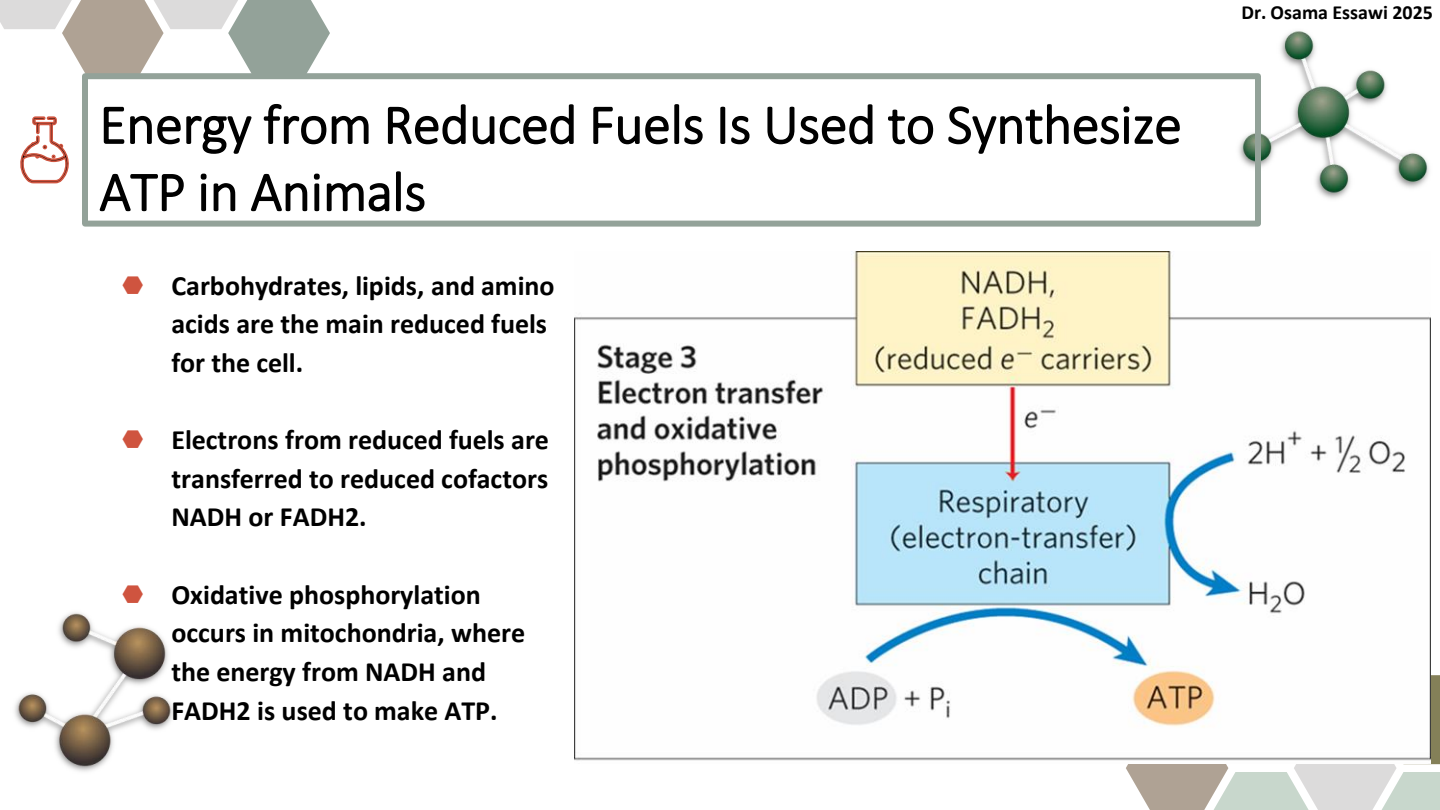 Dr. Osama Essawi 2025
Energy from Reduced Fuels Is Used to Synthesize
ATP in Animals
Carbohydrates, lipids, and amino
acids are the main reduced fuels
for the cell.
Electrons from reduced fuels are
transferred to reduced cofactors
NADH or FADH2.
Oxidative phosphorylation
occurs in mitochondria, where
the energy from NADH and
FADH2 is used to make ATP.
NADH,
FADH₂
(reduced e⁻ carriers)
Stage 3
Electron transfer
and oxidative
phosphorylation
e⁻
2H⁺ + ½ O₂
Respiratory
(electron-transfer)
chain
H₂O
ADP + Pᵢ
ATP